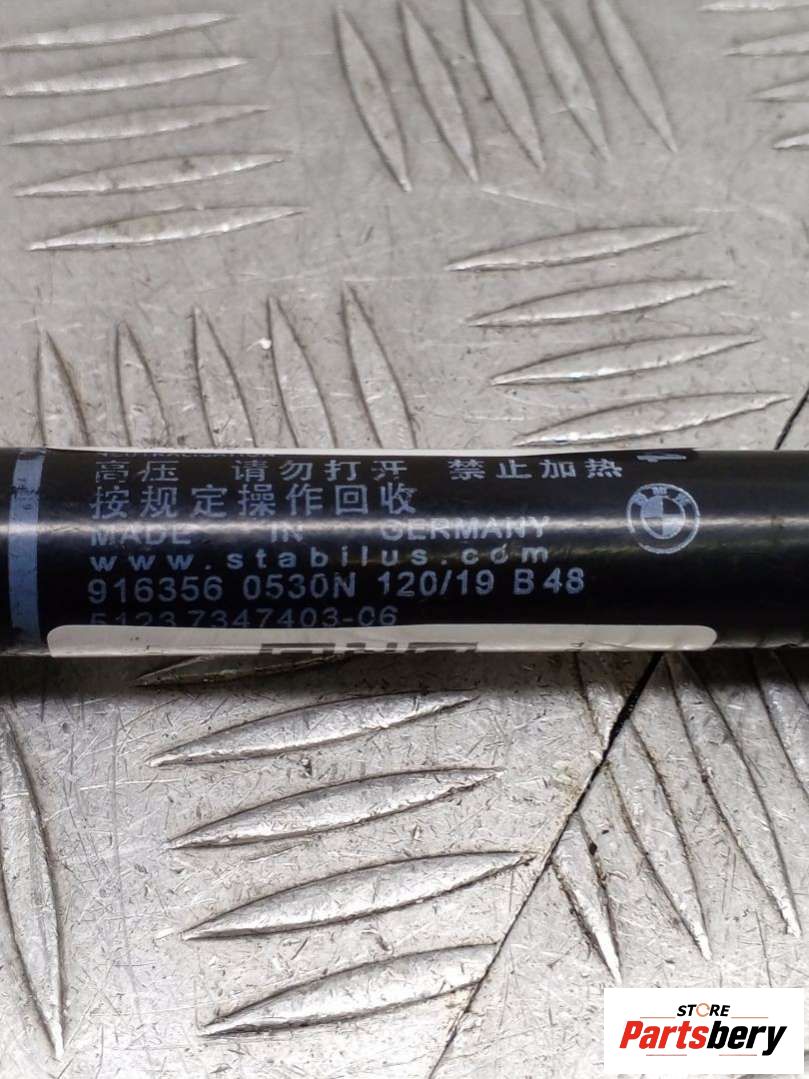 高压 请勿打开 禁止加热
按规定操作回收
MADE IN GERMANY
www.stabilus.com
916356 0530N 120/19 B48
5123 7347403-06
STORE
Partsbery